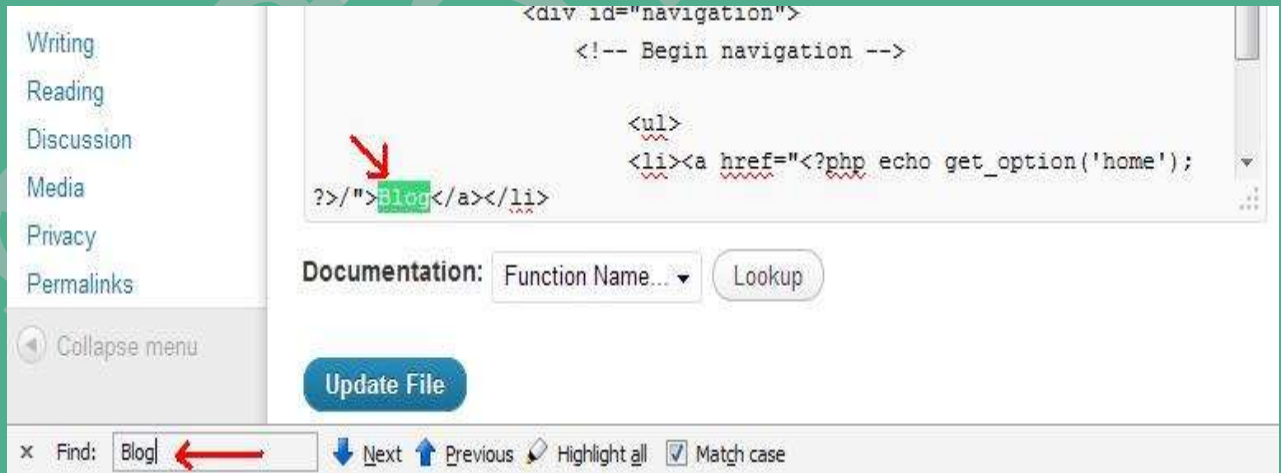 Writing
Reading
Discussion
Media
Privacy
Permalinks
Collapse menu
<div id="navigation">
<!-- Begin navigation -->
<ul>
<li><a href="<?php echo get_option('home');
?>/">Blog</a></li>
Documentation: Function Name... Lookup
Update File
× Find: Blog Next Previous Highlight all Match case